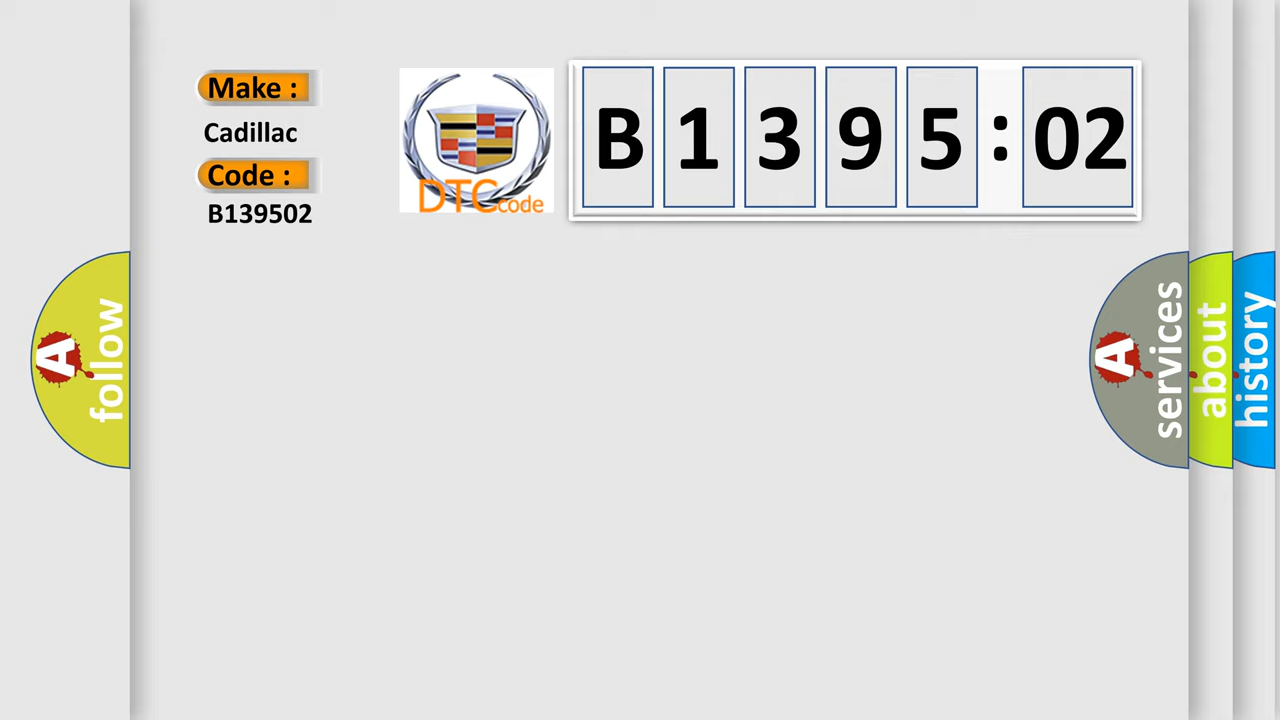 Make :
Cadillac
Code :
B139502
DTCcode
B 1 3 9 5 : 02
A follow
A services
about
history